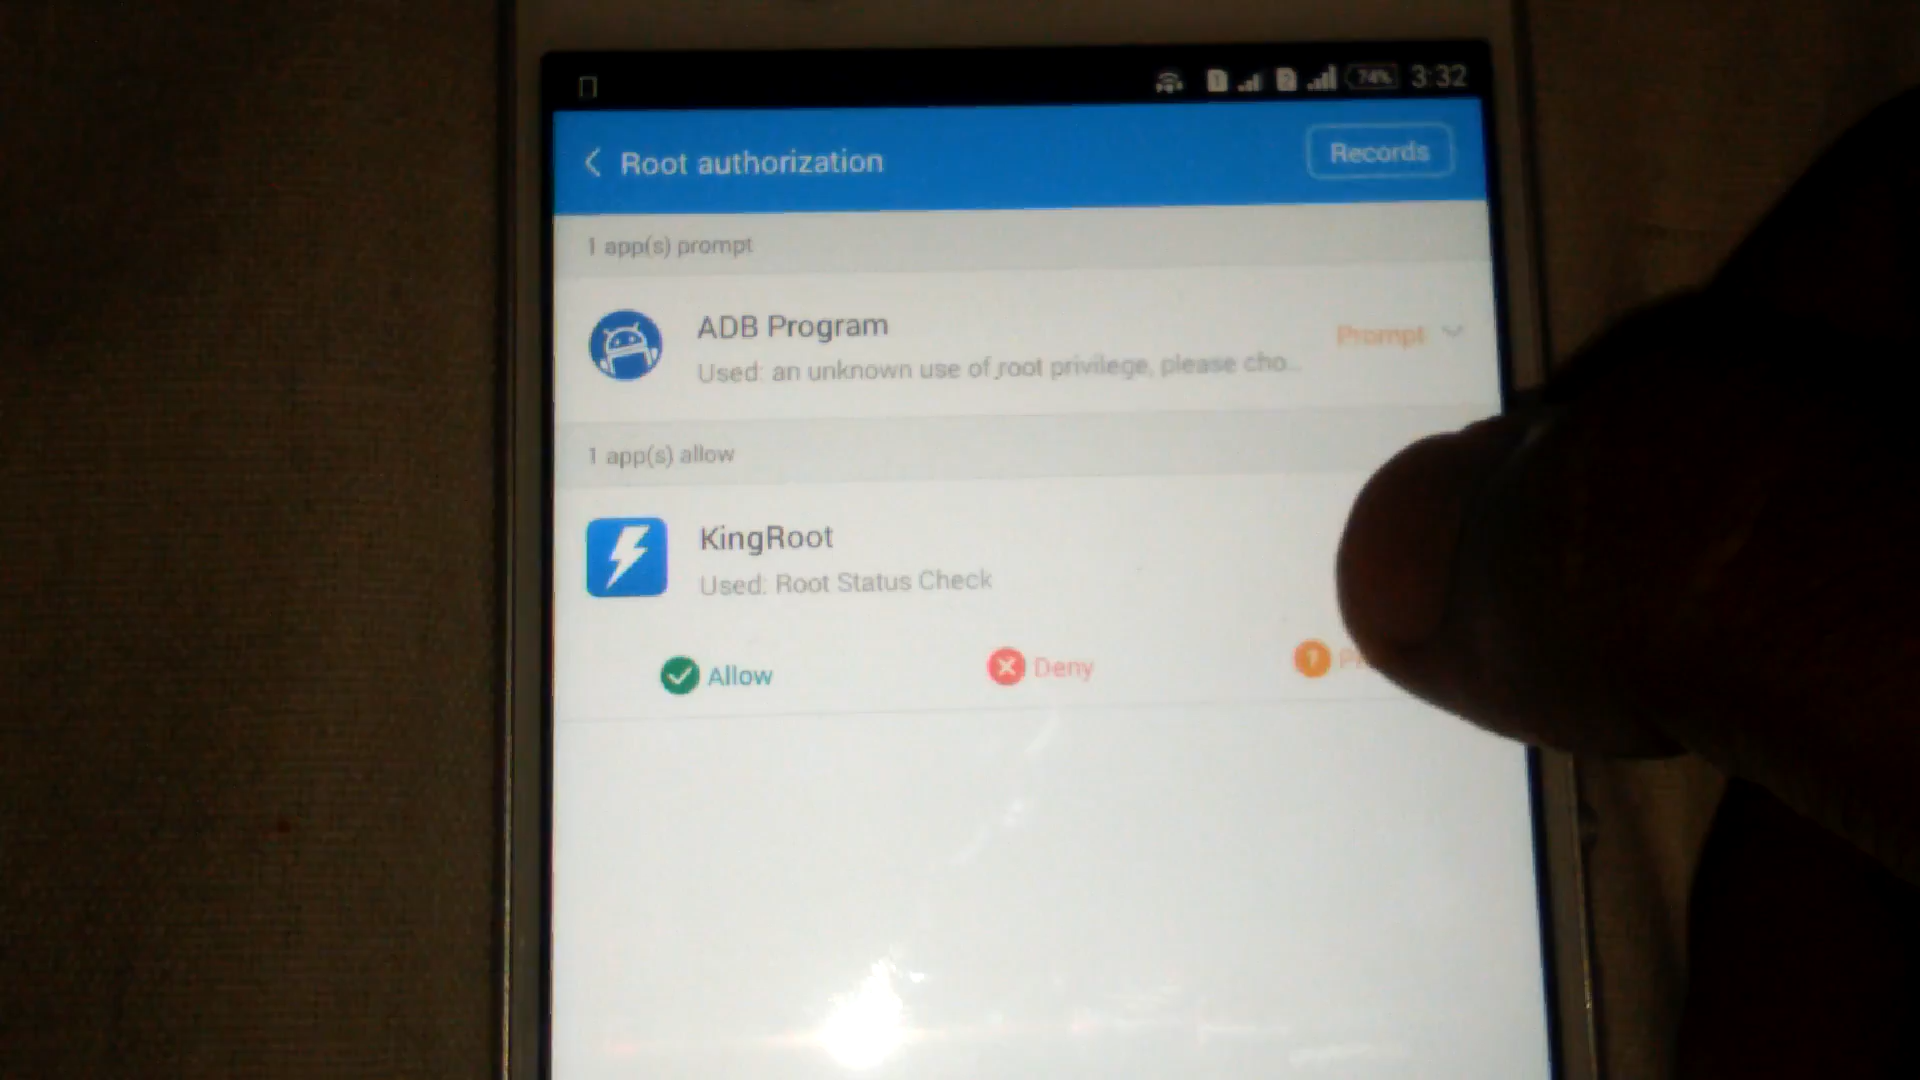 74% 3:32
Root authorization
Records
1 app(s) prompt
ADB Program
Prompt
Used: an unknown use of root privilege, please cho...
1 app(s) allow
KingRoot
Used: Root Status Check
Allow
Deny